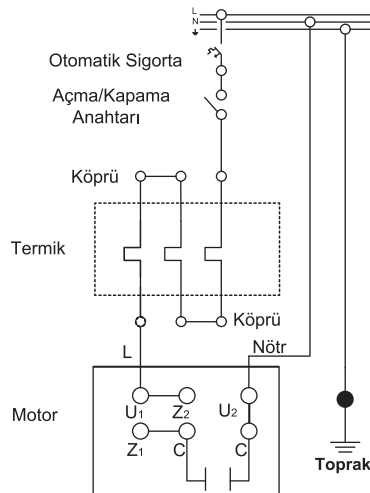 L
N
Otomatik Sigorta
Açma/Kapama
Anahtarı
Köprü
Termik
Köprü
L
Nötr
Motor
U1 Z2 U2
Z1 C C
Toprak